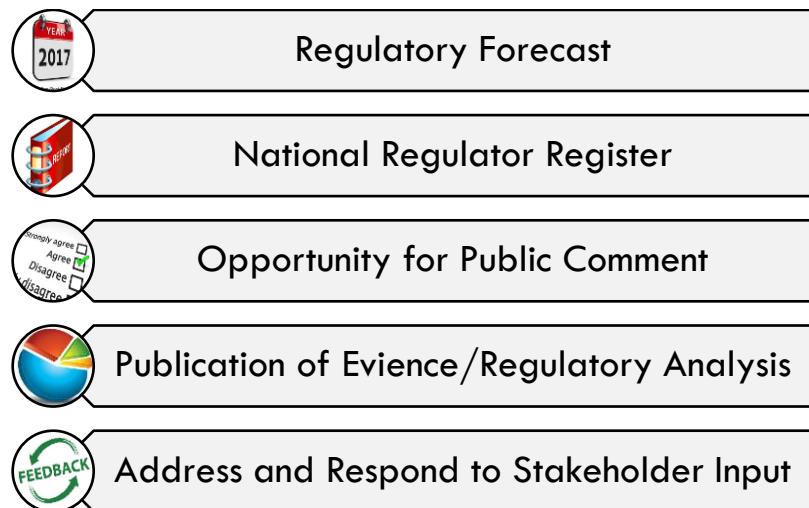 YEAR
2017
Regulatory Forecast
REPORT
National Regulator Register
Strongly agree
Agree
Disagree
disagree
Opportunity for Public Comment
Publication of Evience/Regulatory Analysis
FEEDBACK
Address and Respond to Stakeholder Input